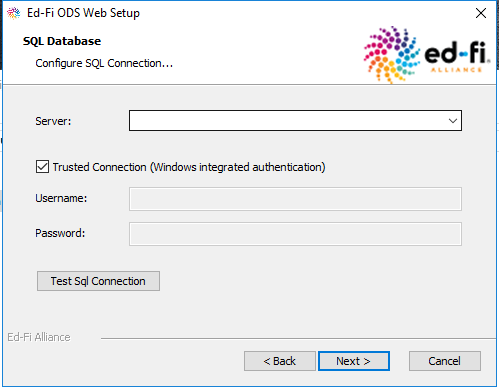 Ed-Fi ODS Web Setup
SQL Database
Configure SQL Connection...
ed-fi
ALLIANCE
Server:
Trusted Connection (Windows integrated authentication)
Username:
Password:
Test Sql Connection
Ed-Fi Alliance
< Back
Next >
Cancel